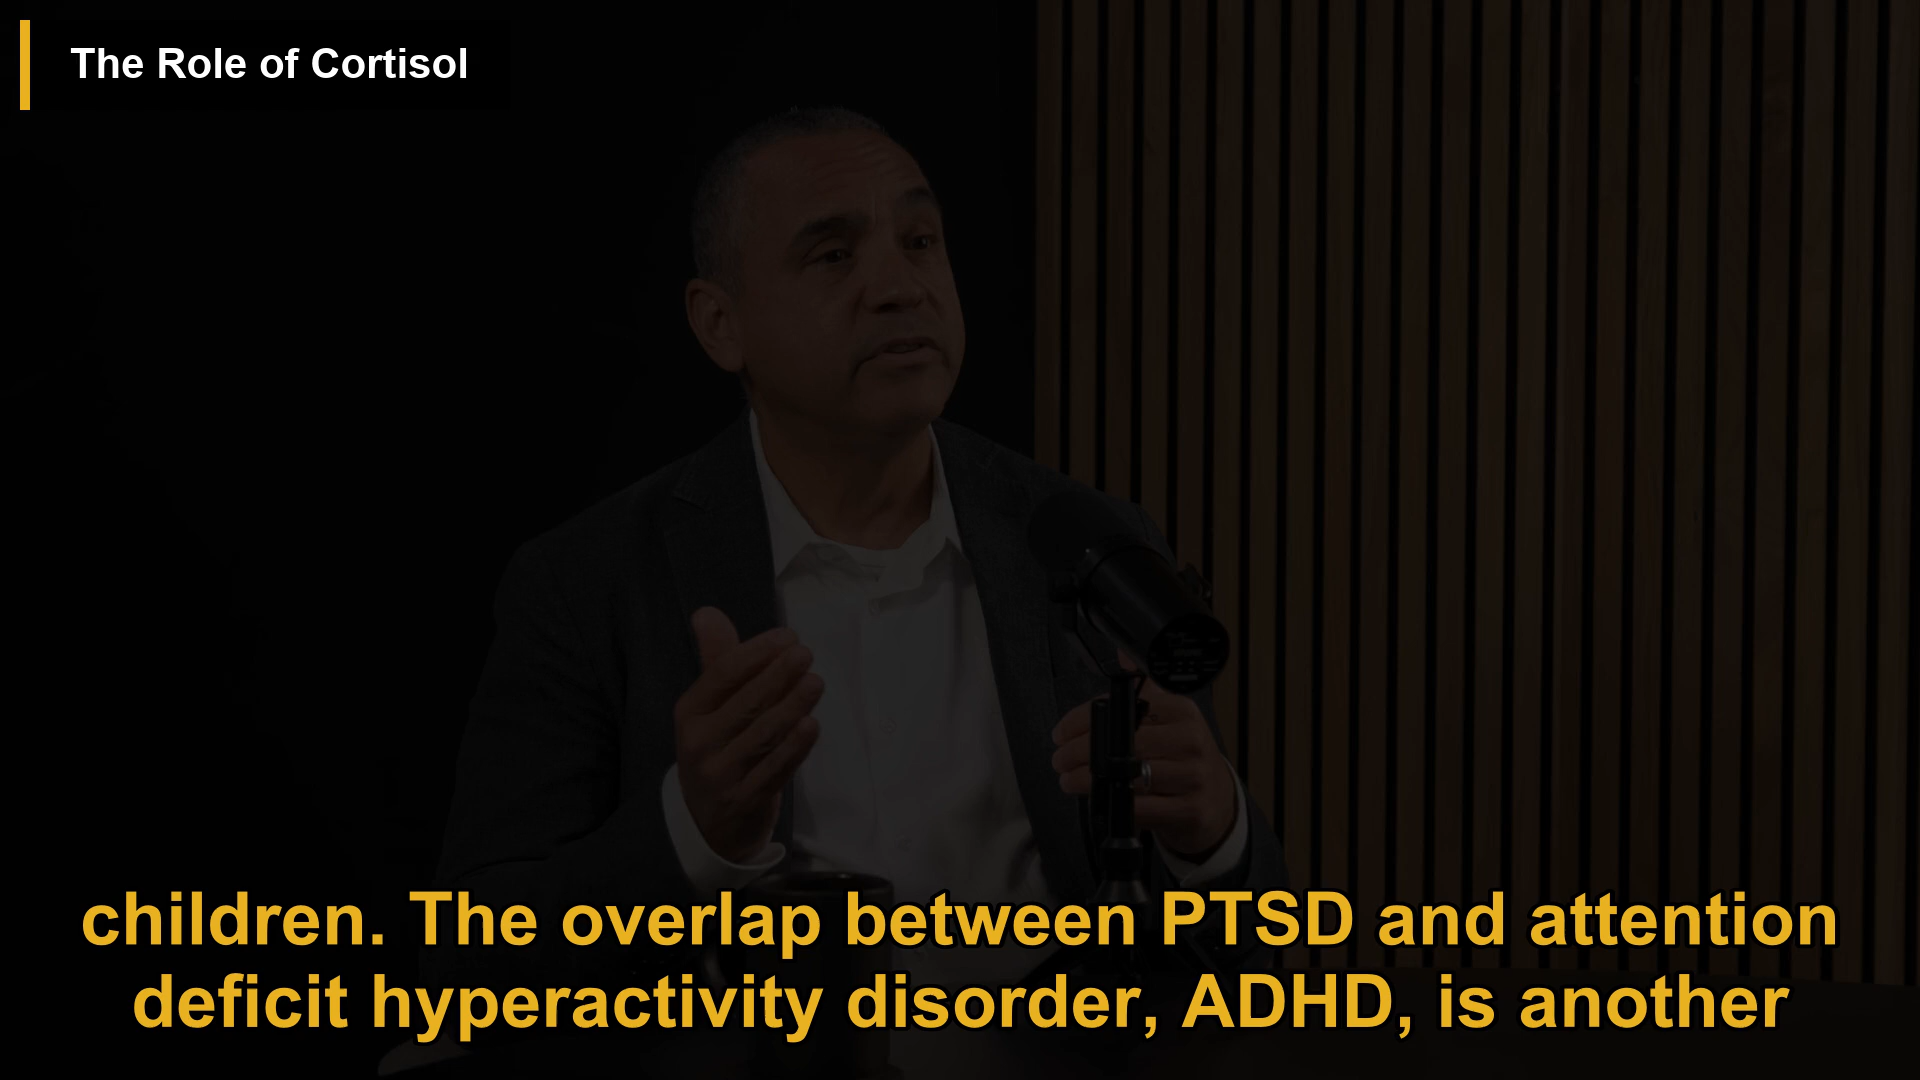 The Role of Cortisol
children. The overlap between PTSD and attention
deficit hyperactivity disorder, ADHD, is another